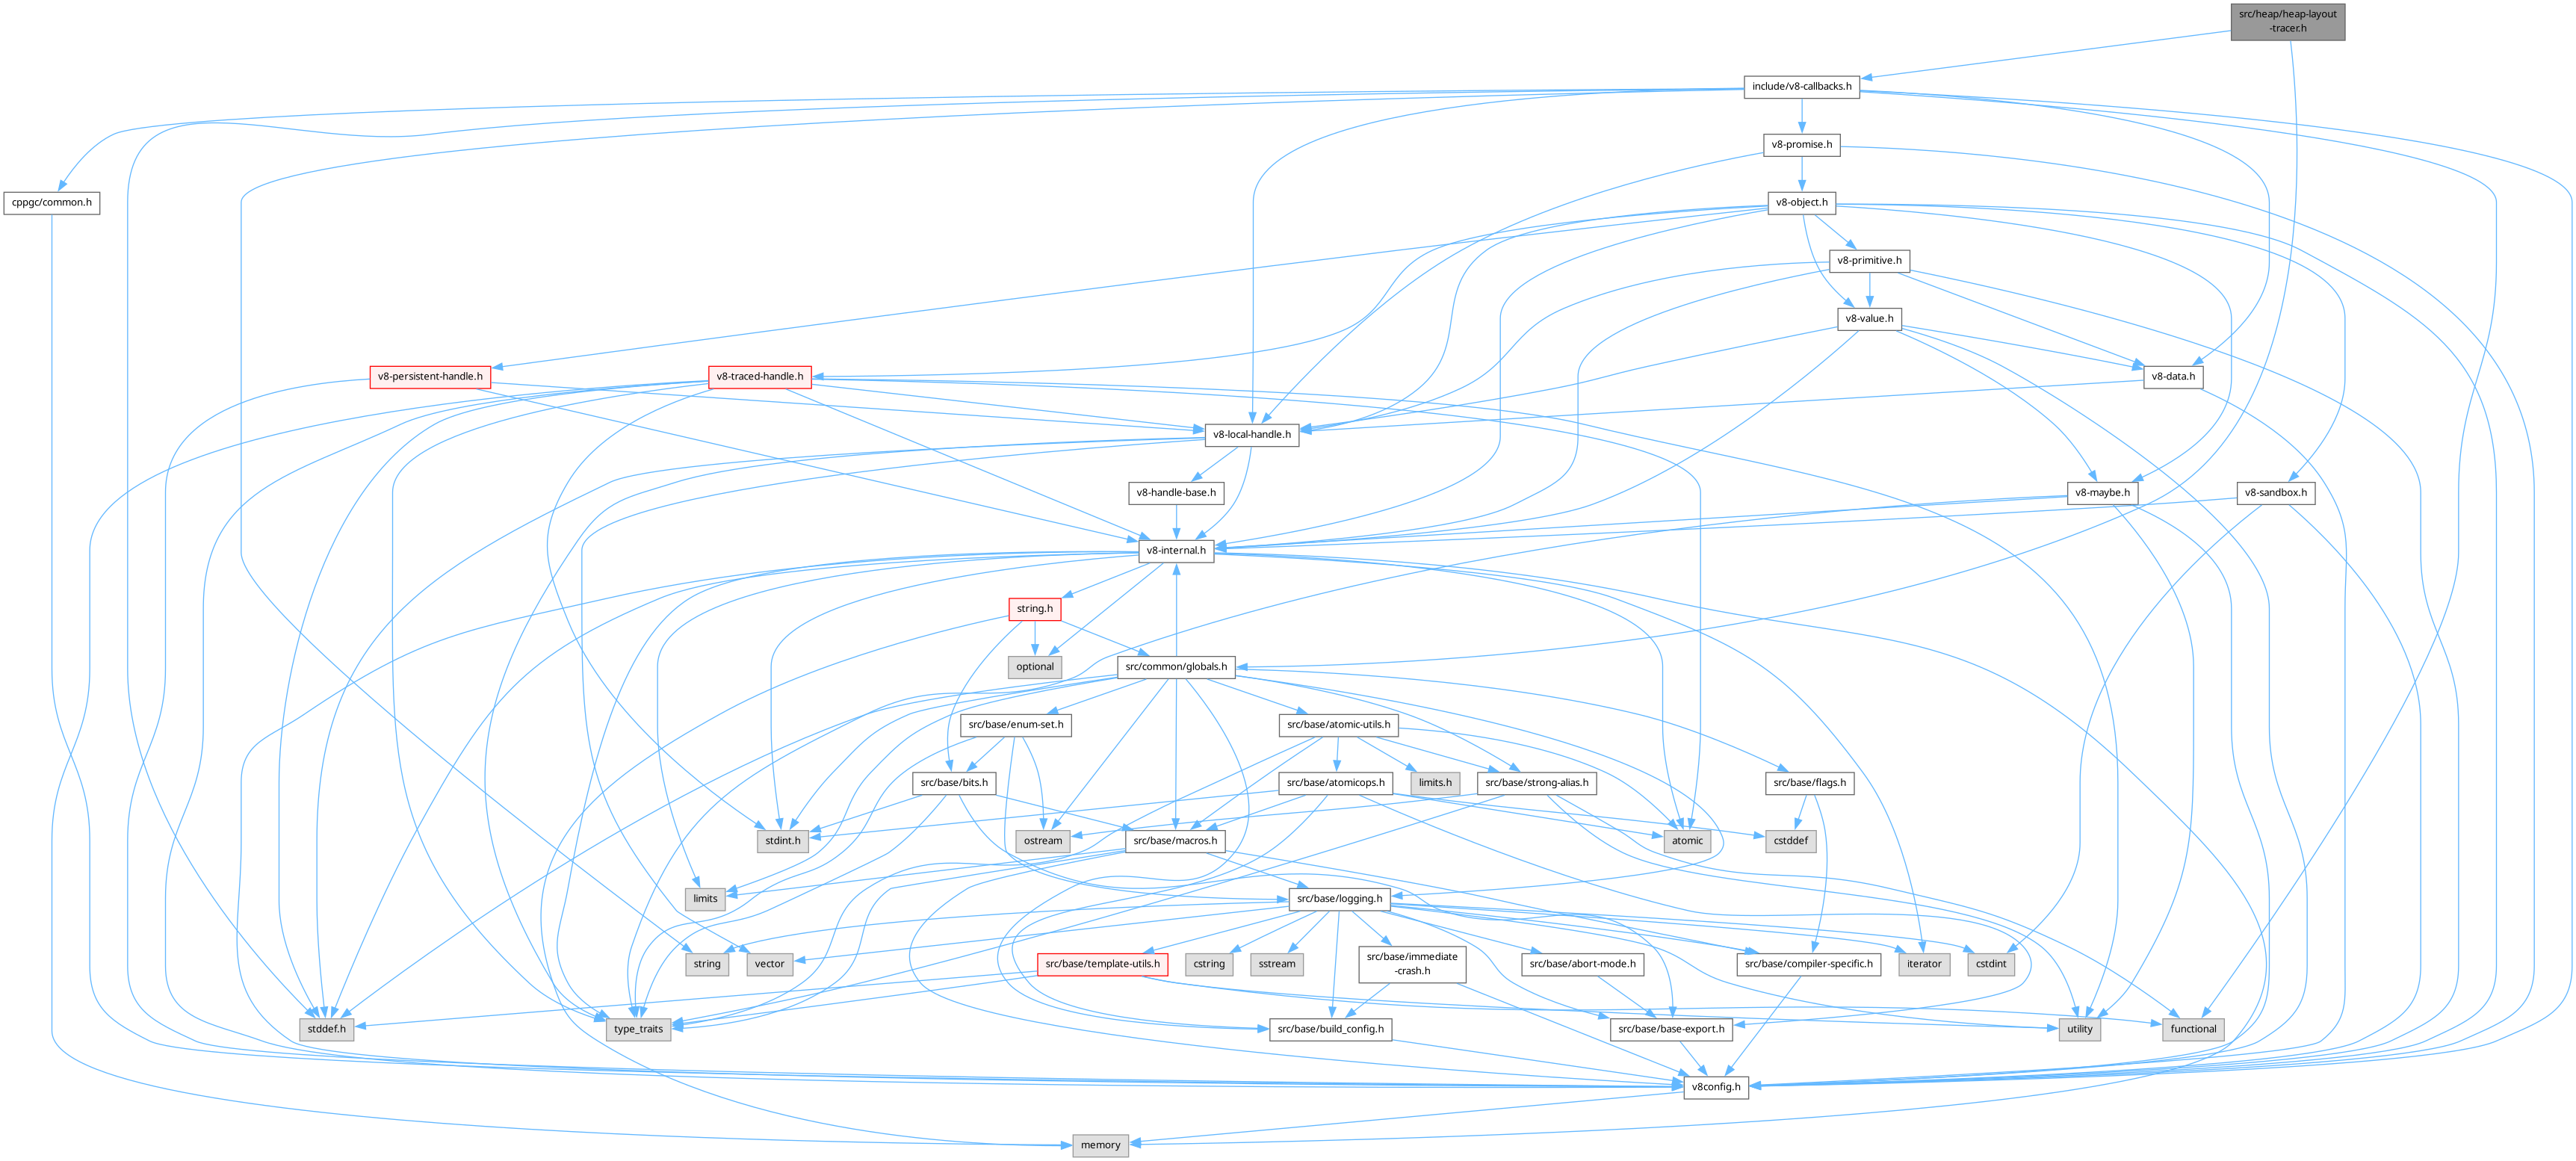 src/heap/heap-layout
-tracer.h
include/v8-callbacks.h
v8-promise.h
cppgc/common.h
v8-object.h
v8-primitive.h
v8-value.h
v8-persistent-handle.h
v8-traced-handle.h
v8-data.h
v8-local-handle.h
v8-handle-base.h
v8-maybe.h
v8-sandbox.h
v8-internal.h
string.h
optional
src/common/globals.h
src/base/enum-set.h
src/base/atomic-utils.h
src/base/bits.h
src/base/atomicops.h
limits.h
src/base/strong-alias.h
src/base/flags.h
stdint.h
ostream
src/base/macros.h
atomic
cstddef
limits
src/base/logging.h
string
vector
src/base/template-utils.h
cstring
sstream
src/base/immediate
-crash.h
src/base/abort-mode.h
src/base/compiler-specific.h
iterator
cstdint
stddef.h
type_traits
src/base/build_config.h
src/base/base-export.h
utility
functional
v8config.h
memory